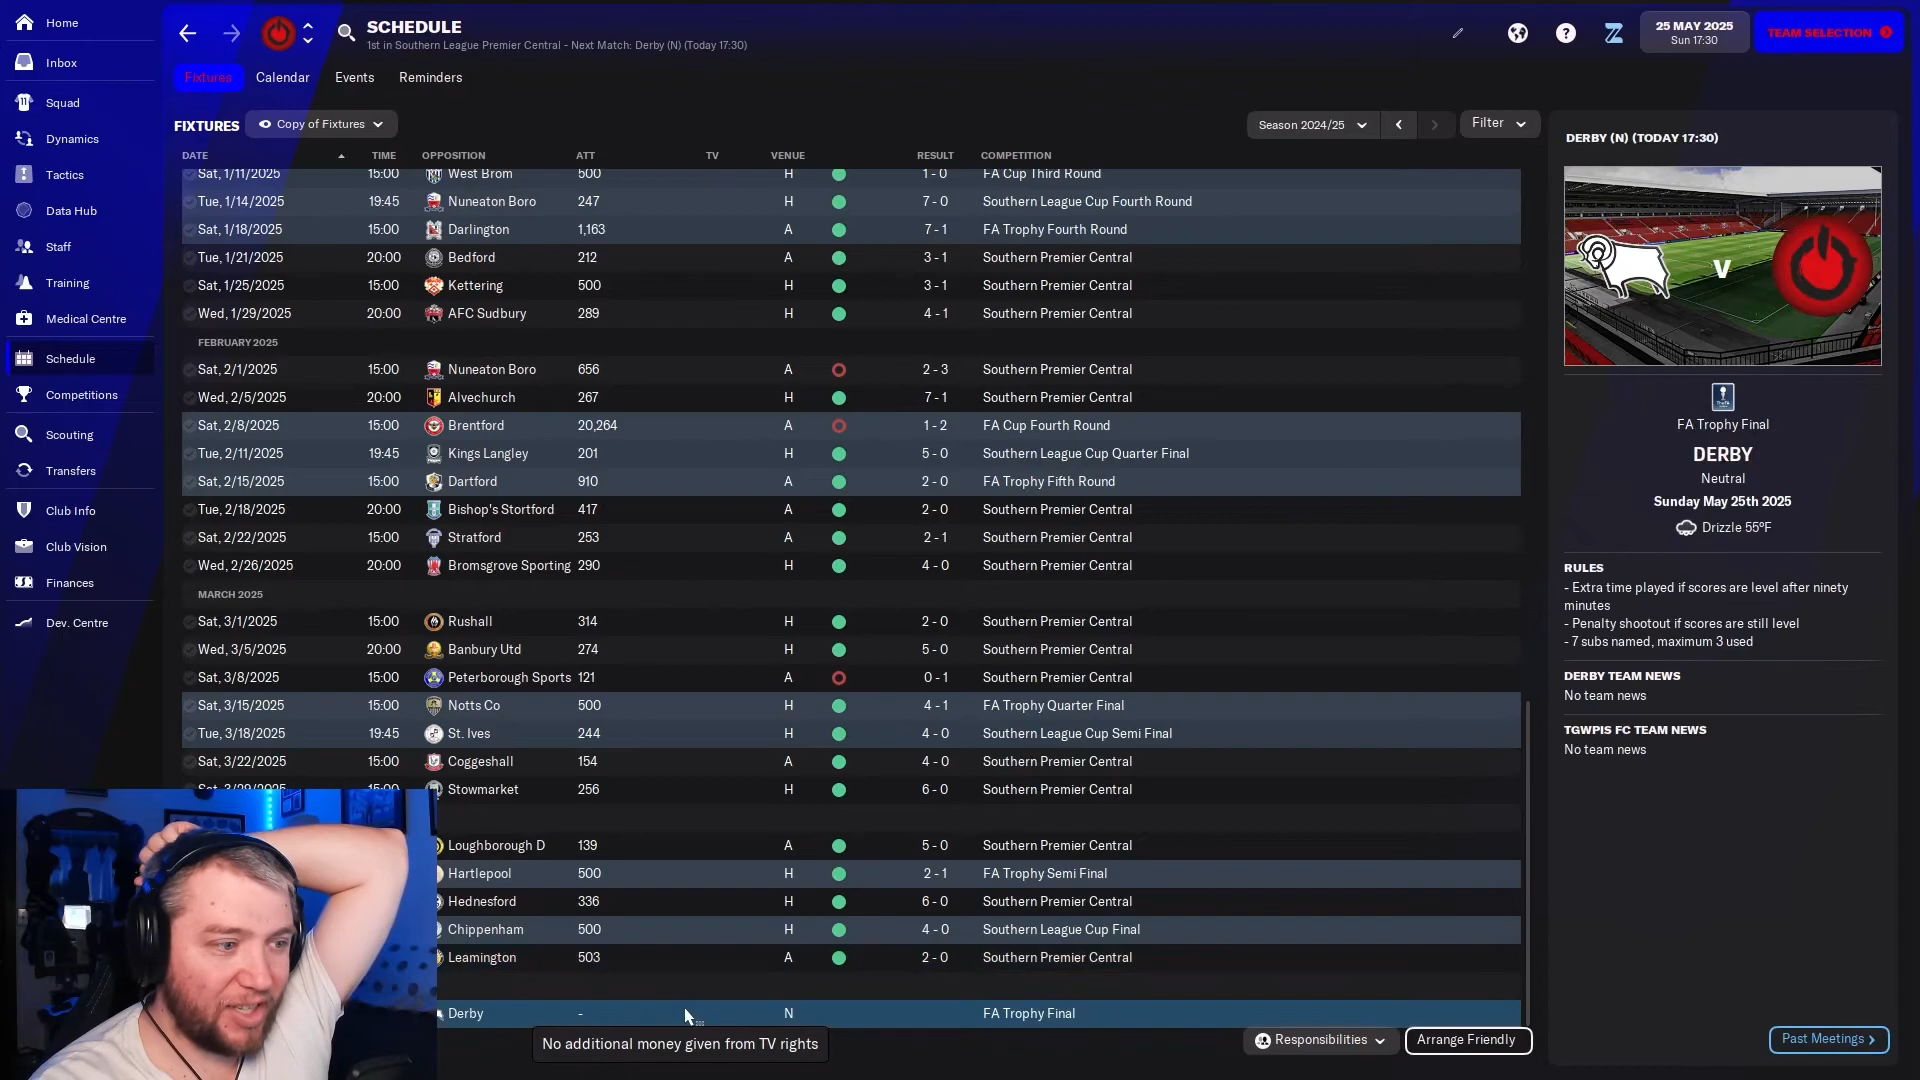 Home
Inbox
Squad
Dynamics
Tactics
Data Hub
Staff
Training
Medical Centre
Schedule
Competitions
Scouting
Transfers
Club Info
Club Vision
Finances
Dev. Centre
SCHEDULE
1st in Southern League Premier Central - Next Match: Derby (N) (Today 17:30)
25 MAY 2025
Sun 17:30
TEAM SELECTION
Fixtures Calendar Events Reminders
FIXTURES Copy of Fixtures Season 2024/25 Filter
DATE TIME OPPOSITION ATT TV VENUE RESULT COMPETITION
Sat, 1/11/2025 15:00 West Brom 500 H 1 - 0 FA Cup Third Round
Tue, 1/14/2025 19:45 Nuneaton Boro 247 H 7 - 0 Southern League Cup Fourth Round
Sat, 1/18/2025 15:00 Darlington 1,163 A 7 - 1 FA Trophy Fourth Round
Tue, 1/21/2025 20:00 Bedford 212 A 3 - 1 Southern Premier Central
Sat, 1/25/2025 15:00 Kettering 500 H 3 - 1 Southern Premier Central
Wed, 1/29/2025 20:00 AFC Sudbury 289 H 4 - 1 Southern Premier Central
FEBRUARY 2025
Sat, 2/1/2025 15:00 Nuneaton Boro 656 A 2 - 3 Southern Premier Central
Wed, 2/5/2025 20:00 Alvechurch 267 H 7 - 1 Southern Premier Central
Sat, 2/8/2025 15:00 Brentford 20,264 A 1 - 2 FA Cup Fourth Round
Tue, 2/11/2025 19:45 Kings Langley 201 H 5 - 0 Southern League Cup Quarter Final
Sat, 2/15/2025 15:00 Dartford 910 A 2 - 0 FA Trophy Fifth Round
Tue, 2/18/2025 20:00 Bishop's Stortford 417 A 2 - 0 Southern Premier Central
Sat, 2/22/2025 15:00 Stratford 253 A 2 - 1 Southern Premier Central
Wed, 2/26/2025 20:00 Bromsgrove Sporting 290 H 4 - 0 Southern Premier Central
MARCH 2025
Sat, 3/1/2025 15:00 Rushall 314 H 2 - 0 Southern Premier Central
Wed, 3/5/2025 20:00 Banbury Utd 274 H 5 - 0 Southern Premier Central
Sat, 3/8/2025 15:00 Peterborough Sports 121 A 0 - 1 Southern Premier Central
Sat, 3/15/2025 15:00 Notts Co 500 H 4 - 1 FA Trophy Quarter Final
Tue, 3/18/2025 19:45 St. Ives 244 H 4 - 0 Southern League Cup Semi Final
Sat, 3/22/2025 15:00 Coggeshall 154 A 4 - 0 Southern Premier Central
Sat, 3/29/2025 15:00 Stowmarket 256 H 6 - 0 Southern Premier Central
Loughborough D 139 A 5 - 0 Southern Premier Central
Hartlepool 500 H 2 - 1 FA Trophy Semi Final
Hednesford 336 H 6 - 0 Southern Premier Central
Chippenham 500 H 4 - 0 Southern League Cup Final
Leamington 503 A 2 - 0 Southern Premier Central
Derby - N FA Trophy Final
No additional money given from TV rights
Responsibilities Arrange Friendly
DERBY (N) (TODAY 17:30)
V
FA Trophy Final
DERBY
Neutral
Sunday May 25th 2025
Drizzle 55°F
RULES
- Extra time played if scores are level after ninety
minutes
- Penalty shootout if scores are still level
- 7 subs named, maximum 3 used
DERBY TEAM NEWS
No team news
TGWPIS FC TEAM NEWS
No team news
Past Meetings